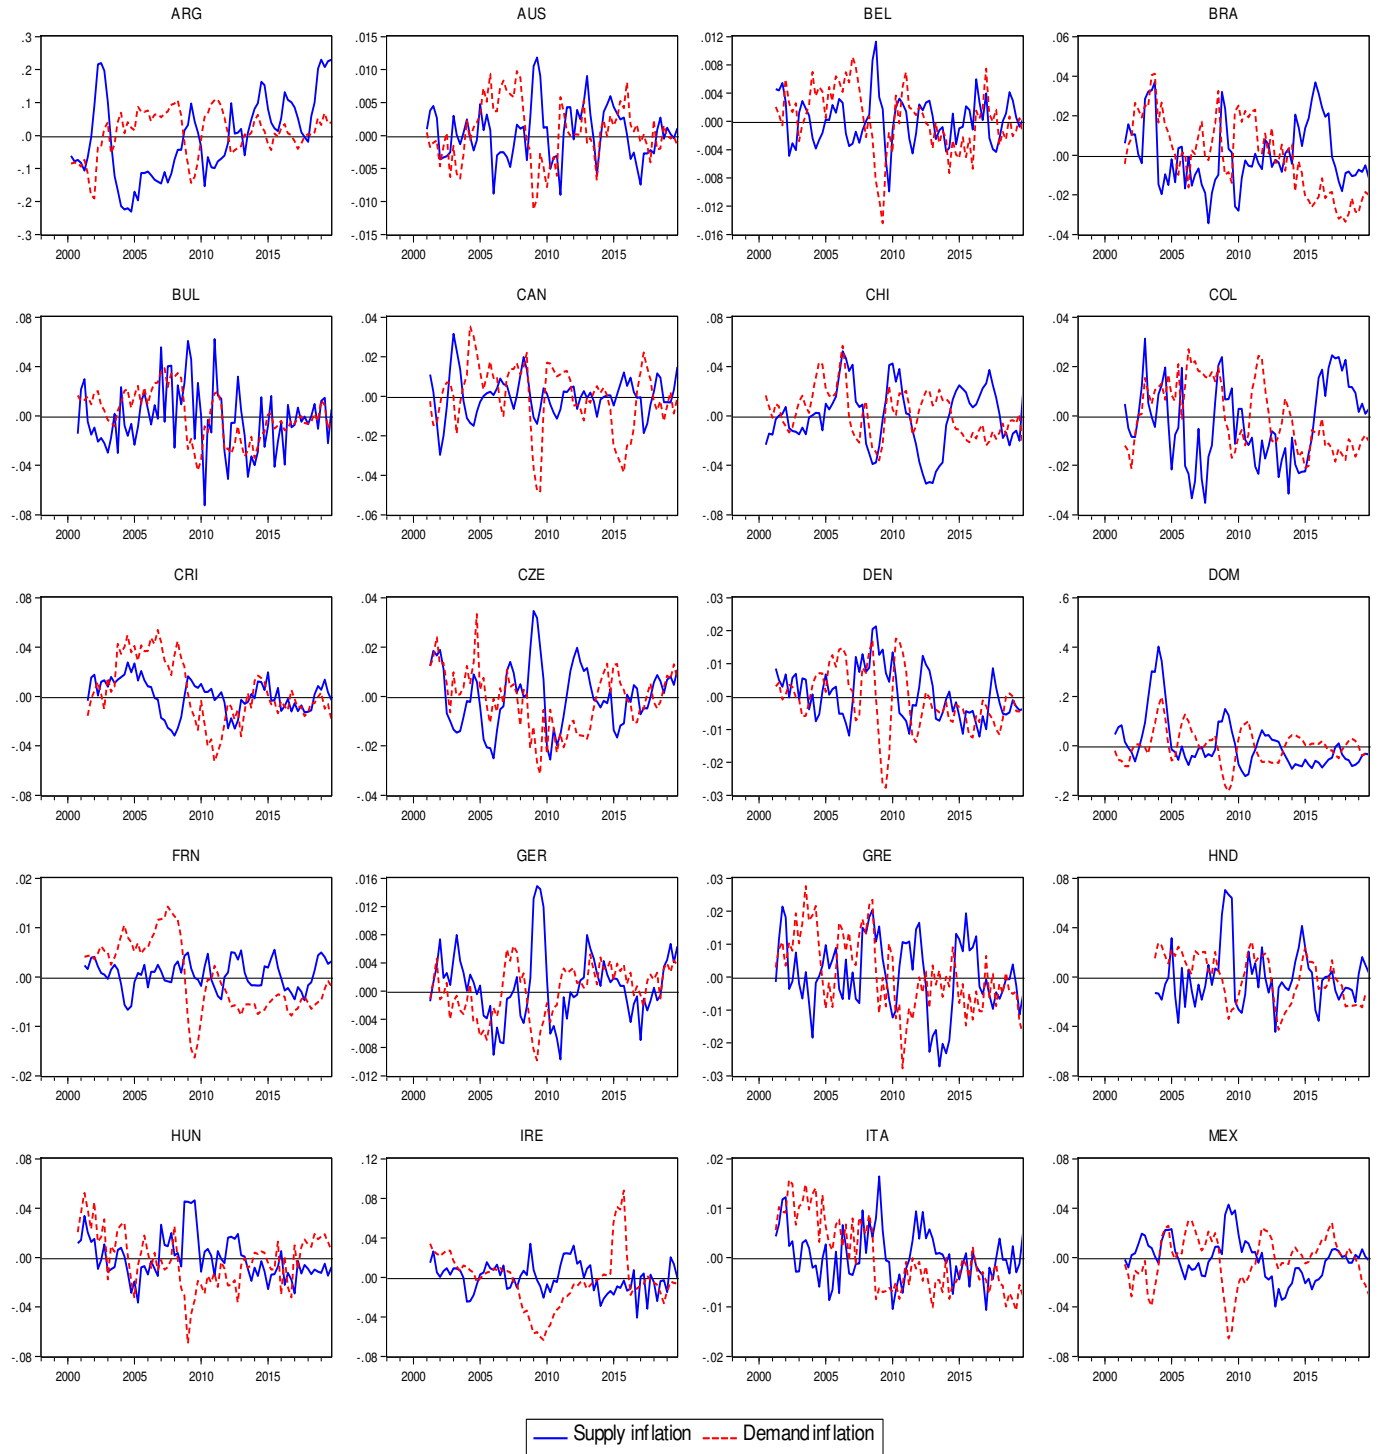 ARG AUS BEL BRA
.3 .015 .012 .06
.2 .010 .008 .04
.1 .005 .004 .02
.0 .000 .000 .00
-.1 -.005 -.004 -.02
-.2 -.010 -.008 -.04
-.3 -.015 -.012
-.016
2000 2005 2010 2015 2000 2005 2010 2015 2000 2005 2010 2015 2000 2005 2010 2015
BUL CAN CHI COL
.08 .04 .08 .04
.04 .02 .04 .02
.00 .00 .00 .00
-.04 -.02 -.04 -.02
-.08 -.04 -.08 -.04
-.06
2000 2005 2010 2015 2000 2005 2010 2015 2000 2005 2010 2015 2000 2005 2010 2015
CRI CZE DEN DOM
.08 .04 .03 .6
.04 .02 .02 .4
.00 .00 .01 .2
-.04 -.02 .00 .0
-.08 -.04 -.01 -.2
-.02
-.03
2000 2005 2010 2015 2000 2005 2010 2015 2000 2005 2010 2015 2000 2005 2010 2015
FRN GER GRE HND
.02 .016 .03 .08
.01 .012 .02 .04
.00 .008 .01 .00
-.01 .004 .00 -.04
-.02 .000 -.01 -.08
-.004 -.02
-.008 -.03
-.012
2000 2005 2010 2015 2000 2005 2010 2015 2000 2005 2010 2015 2000 2005 2010 2015
HUN IRE ITA MEX
.08 .12 .02 .08
.04 .08 .01 .04
.00 .04 .00 .00
-.04 .00 -.01 -.04
-.08 -.04 -.02 -.08
-.08
2000 2005 2010 2015 2000 2005 2010 2015 2000 2005 2010 2015 2000 2005 2010 2015
Supply inflation Demand inflation